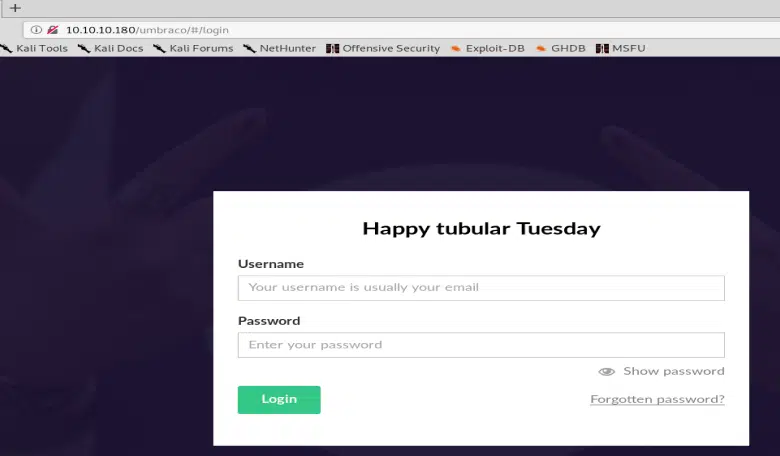 +
10.10.10.180/umbraco/#/login
Kali Tools Kali Docs Kali Forums NetHunter Offensive Security Exploit-DB GHDB MSFU
Happy tubular Tuesday
Username
Your username is usually your email
Password
Enter your password
Show password
Login Forgotten password?